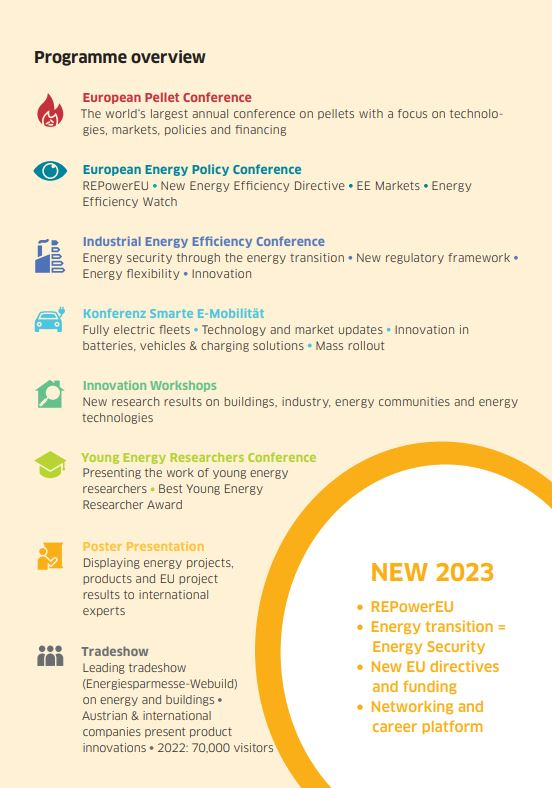 Programme overview
European Pellet Conference
The world's largest annual conference on pellets with a focus on technolo-
gies, markets, policies and financing
European Energy Policy Conference
REPowerEU • New Energy Efficiency Directive • EE Markets • Energy
Efficiency Watch
Industrial Energy Efficiency Conference
Energy security through the energy transition • New regulatory framework •
Energy flexibility • Innovation
Konferenz Smarte E-Mobilität
Fully electric fleets • Technology and market updates • Innovation in
batteries, vehicles & charging solutions • Mass rollout
Innovation Workshops
New research results on buildings, industry, energy communities and energy
technologies
Young Energy Researchers Conference
Presenting the work of young energy
researchers • Best Young Energy
Researcher Award
Poster Presentation
Displaying energy projects,
products and EU project
results to international
experts
Tradeshow
Leading tradeshow
(Energiesparmesse-Webuild)
on energy and buildings •
Austrian & international
companies present product
innovations • 2022: 70,000 visitors
NEW 2023
• REPowerEU
• Energy transition =
Energy Security
• New EU directives
and funding
• Networking and
career platform